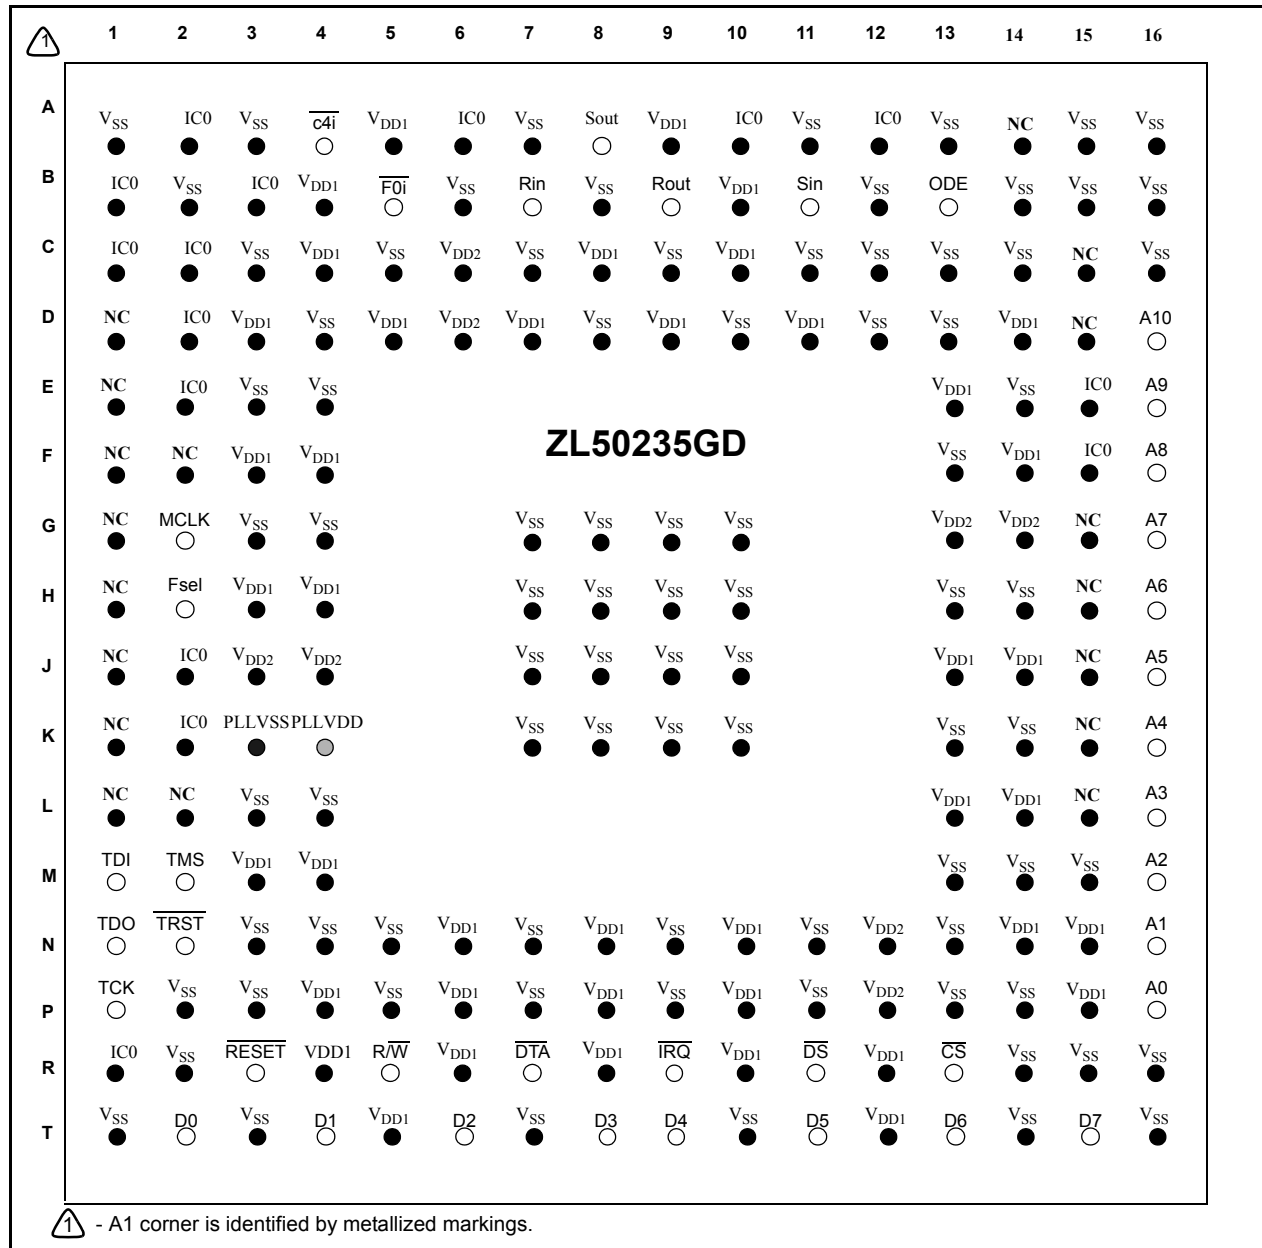 1 1 2 3 4 5 6 7 8 9 10 11 12 13 14 15 16
A VSS IC0 VSS c4i VDD1 IC0 VSS Sout VDD1 IC0 VSS IC0 VSS NC VSS VSS
B IC0 VSS IC0 VDD1 F0i VSS Rin VSS Rout VDD1 Sin VSS ODE VSS VSS VSS
C IC0 IC0 VSS VDD1 VSS VDD2 VSS VDD1 VSS VDD1 VSS VSS VSS VSS NC VSS
D NC IC0 VDD1 VSS VDD1 VDD2 VDD1 VSS VDD1 VSS VDD1 VSS VSS VDD1 NC A10
E NC IC0 VSS VSS VDD1 VSS IC0 A9
ZL50235GD
F NC NC VDD1 VDD1 VSS VDD1 IC0 A8
G NC MCLK VSS VSS VSS VSS VSS VSS VDD2 VDD2 NC A7
H NC Fsel VDD1 VDD1 VSS VSS VSS VSS VSS VSS NC A6
J NC IC0 VDD2 VDD2 VSS VSS VSS VSS VDD1 VDD1 NC A5
K NC IC0 PLLVSS PLLVDD VSS VSS VSS VSS VSS VSS NC A4
L NC NC VSS VSS VDD1 VDD1 NC A3
M TDI TMS VDD1 VDD1 VSS VSS VSS A2
N TDO TRST VSS VSS VSS VDD1 VSS VDD1 VSS VDD1 VSS VDD2 VSS VDD1 VDD1 A1
P TCK VSS VSS VDD1 VSS VDD1 VSS VDD1 VSS VDD1 VSS VDD2 VSS VSS VDD1 A0
R IC0 VSS RESET VDD1 R/W VDD1 DTA VDD1 IRQ VDD1 DS VDD1 CS VSS VSS VSS
T VSS D0 VSS D1 VDD1 D2 VSS D3 D4 VSS D5 VDD1 D6 VSS D7 VSS
1 - A1 corner is identified by metallized markings.